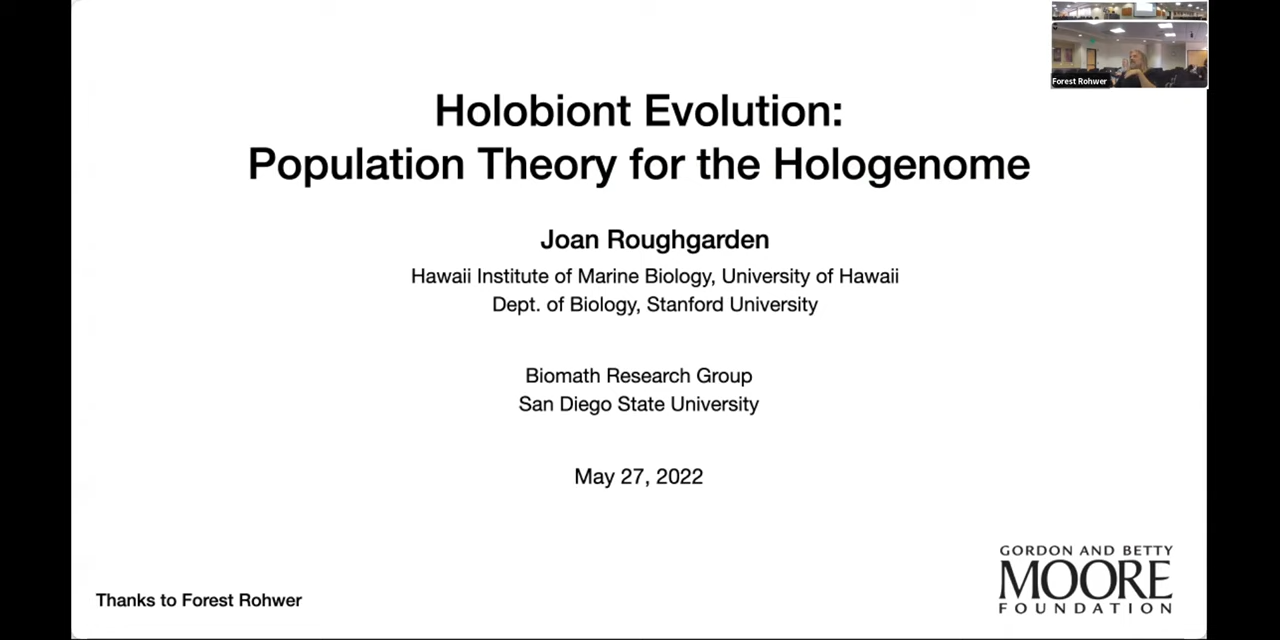 Holobiont Evolution:
Population Theory for the Hologenome
Joan Roughgarden
Hawaii Institute of Marine Biology, University of Hawaii
Dept. of Biology, Stanford University
Biomath Research Group
San Diego State University
May 27, 2022
Thanks to Forest Rohwer
GORDON AND BETTY
MOORE
FOUNDATION
Forest Rohwer